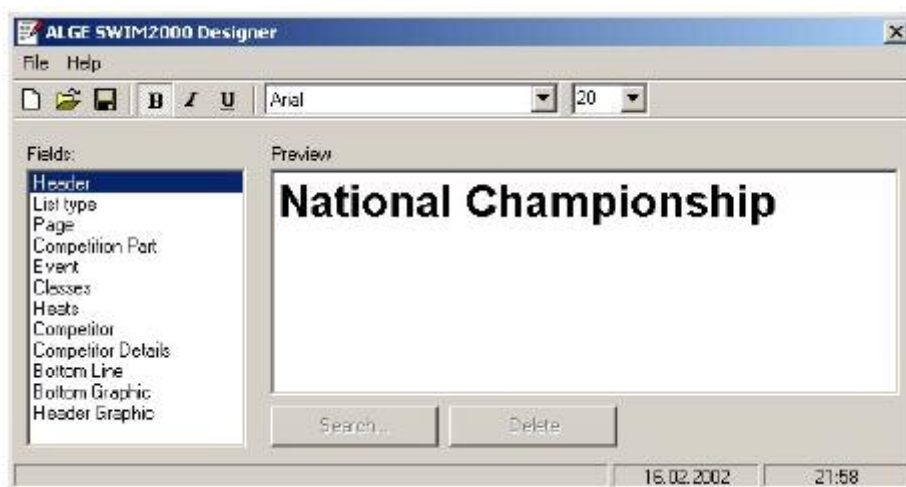 ALGE SWIM2000 Designer
File Help
B I U Arial 20
Fields: Preview
Header
List type
Page
Competition Part
Event
Classes
Heats
Competitor
Competitor Details
Bottom Line
Bottom Graphic
Header Graphic
National Championship
Search... Delete
16.02.2002 21:58